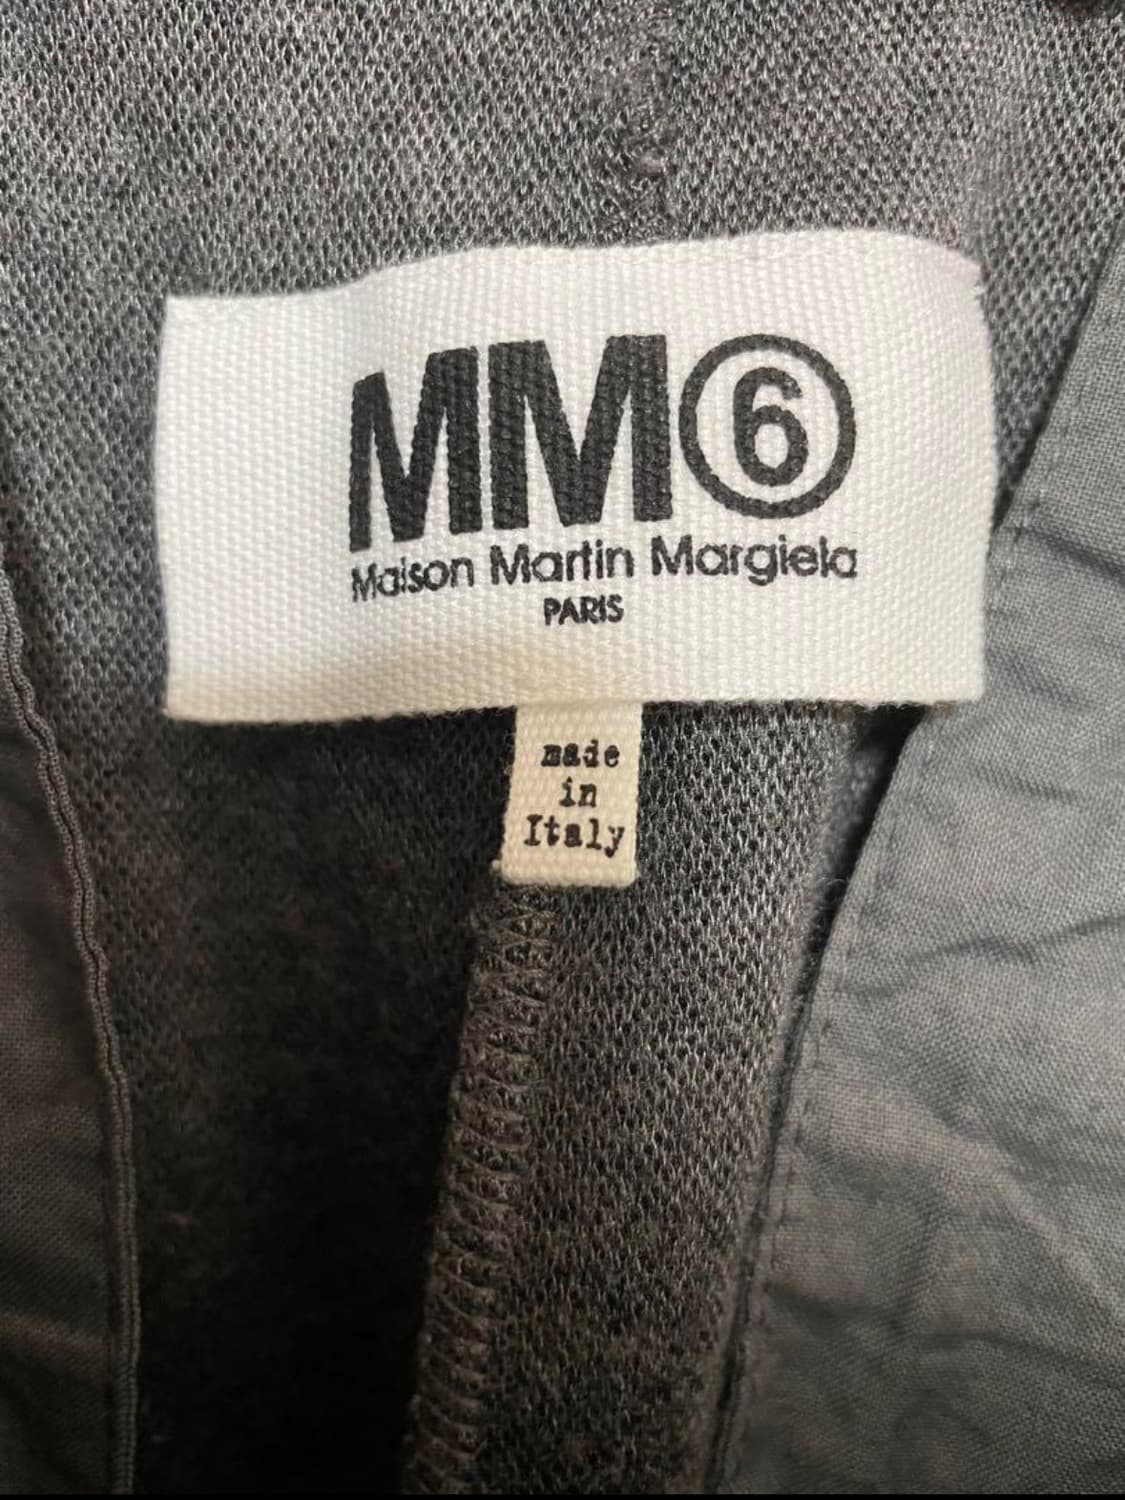 MM⑥
Maison Martin Margiela
PARIS
made
in
Italy